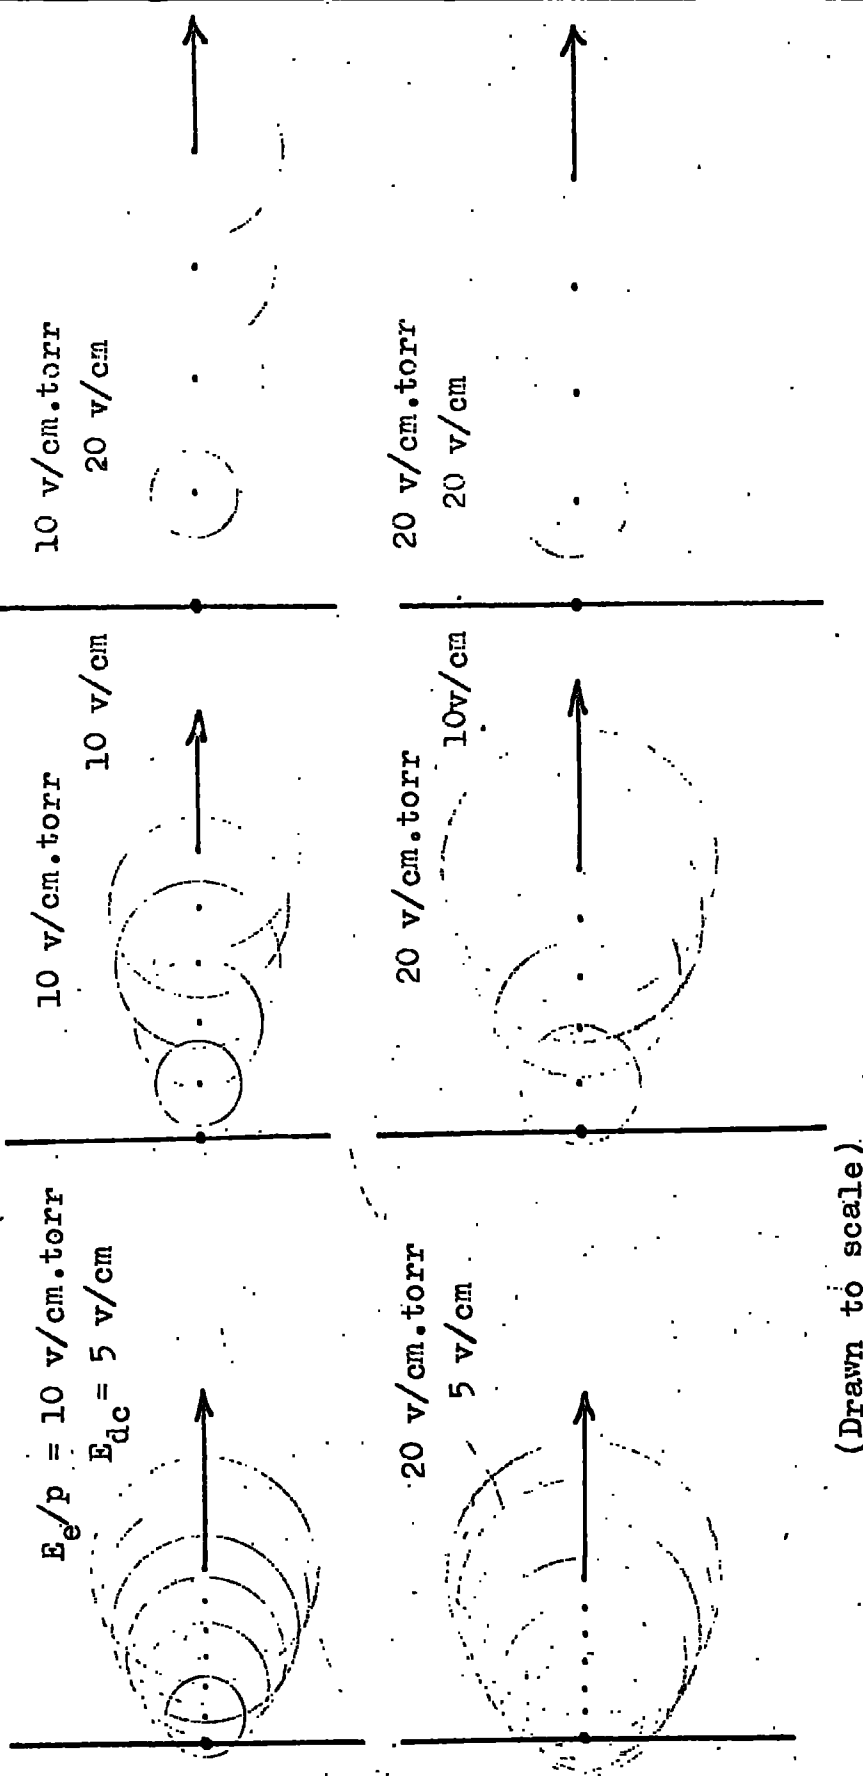 E_e/p = 10 v/cm.torr
E_dc = 5 v/cm
10 v/cm.torr
10 v/cm
10 v/cm.torr
20 v/cm
20 v/cm.torr
5 v/cm
20 v/cm.torr
10v/cm
20 v/cm.torr
20 v/cm
(Drawn to scale)